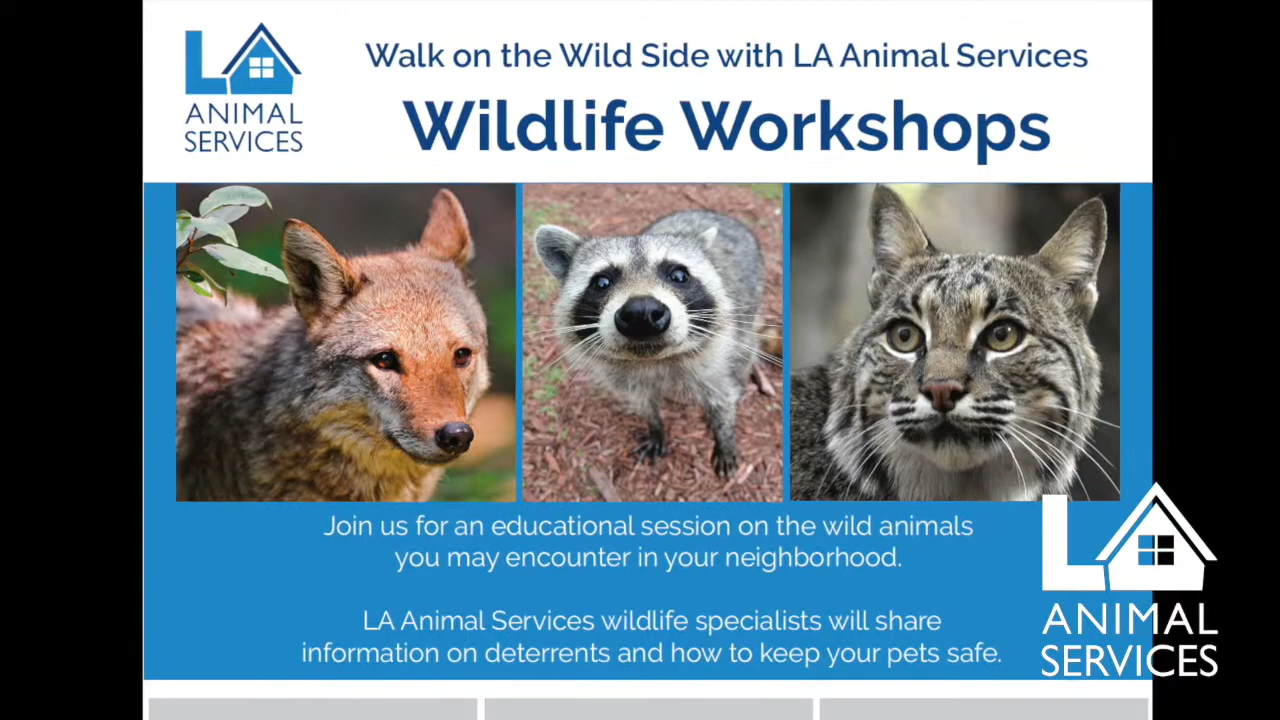 LA
ANIMAL
SERVICES
Walk on the Wild Side with LA Animal Services
Wildlife Workshops
Join us for an educational session on the wild animals
you may encounter in your neighborhood.
LA Animal Services wildlife specialists will share
information on deterrents and how to keep your pets safe.
LA
ANIMAL
SERVICES